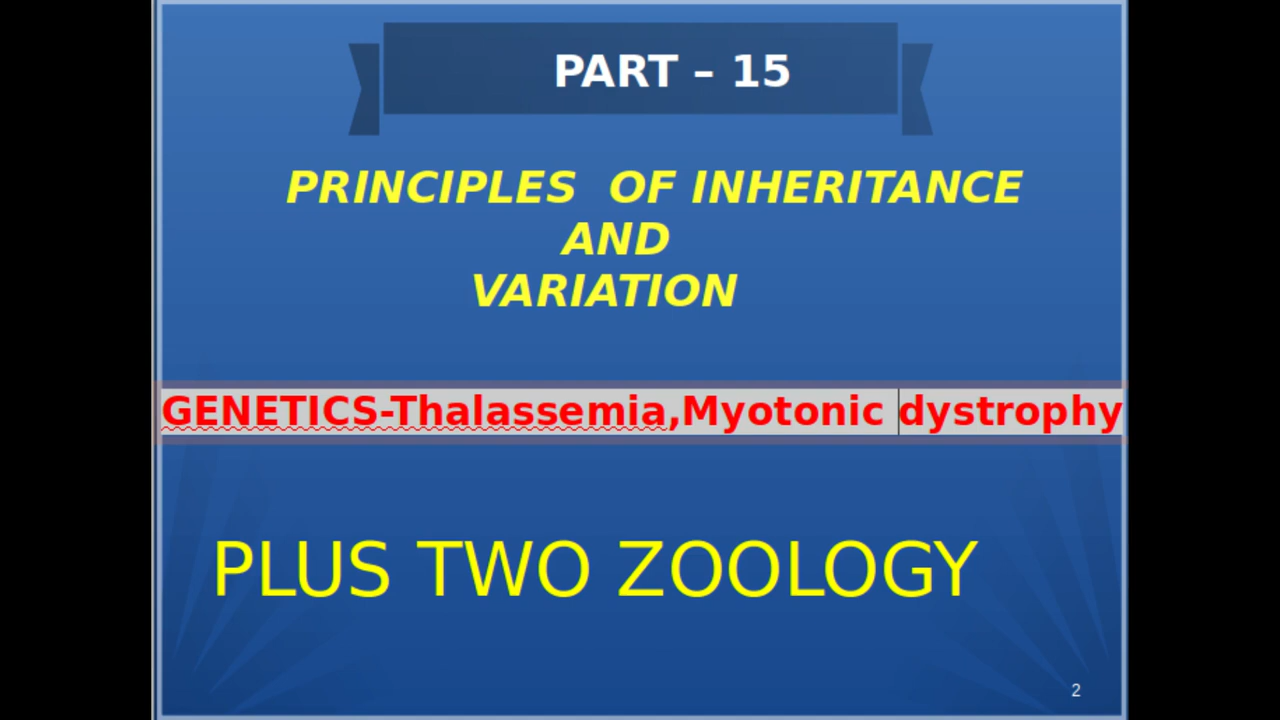 PART – 15
PRINCIPLES OF INHERITANCE
AND
VARIATION
GENETICS-Thalassemia,Myotonic dystrophy
PLUS TWO ZOOLOGY
2